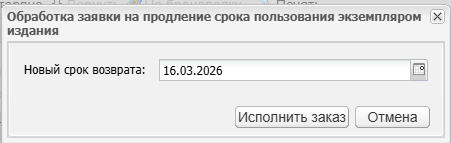 Обработка заявки на продление срока пользования экземпляром
издания
Новый срок возврата: 16.03.2026
Исполнить заказ Отмена